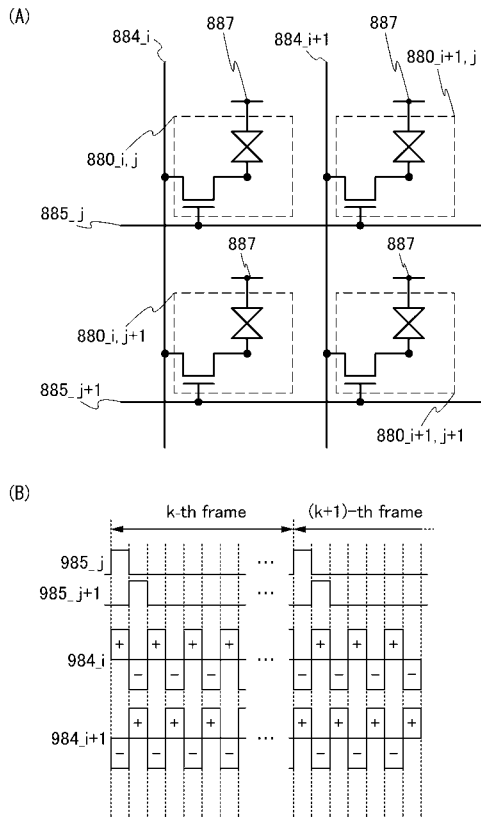 (A)
884_i
887
884_i+1
887
880_i+1, j
880_i, j
885_j
887
887
880_i, j+1
885_j+1
880_i+1, j+1
(B)
k-th frame
(k+1)-th frame
985_j
...
985_j+1
...
+ + + + + + +
984_i
...
− − − − − − − −
+ + + + + + +
984_i+1
...
− − − − − − −